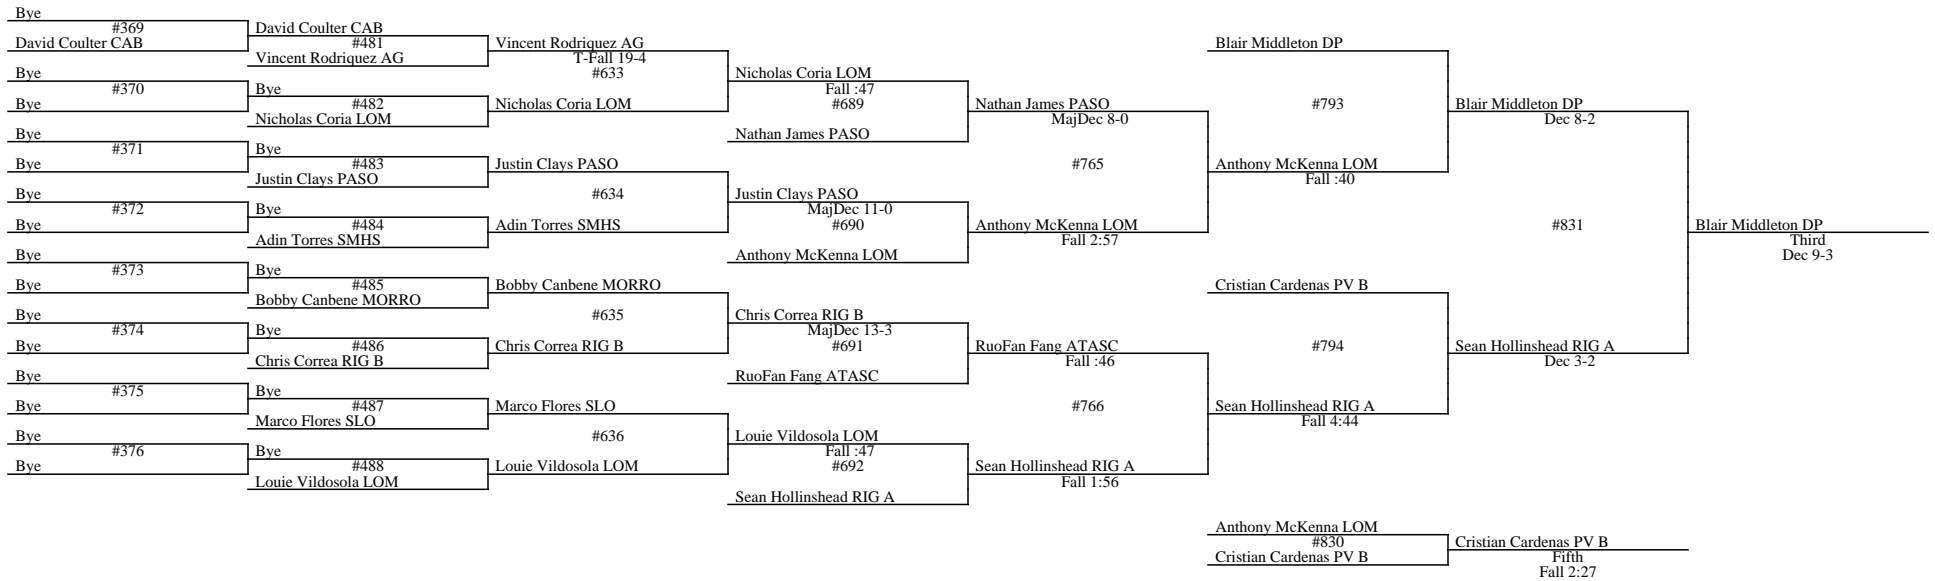 Bye
#369
David Coulter CAB
Bye
#370
Bye
Bye
#371
Bye
Bye
#372
Bye
Bye
#373
Bye
Bye
#374
Bye
Bye
#375
Bye
Bye
#376
Bye
David Coulter CAB
#481
Vincent Rodriquez AG
Bye
#482
Nicholas Coria LOM
Bye
#483
Justin Clays PASO
Bye
#484
Adin Torres SMHS
Bye
#485
Bobby Canbene MORRO
Bye
#486
Chris Correa RIG B
Bye
#487
Marco Flores SLO
Bye
#488
Louie Vildosola LOM
Vincent Rodriquez AG
T-Fall 19-4
#633
Nicholas Coria LOM
Justin Clays PASO
#634
Adin Torres SMHS
Bobby Canbene MORRO
#635
Chris Correa RIG B
Marco Flores SLO
#636
Louie Vildosola LOM
Nicholas Coria LOM
Fall :47
#689
Nathan James PASO
Justin Clays PASO
MajDec 11-0
#690
Anthony McKenna LOM
Chris Correa RIG B
MajDec 13-3
#691
RuoFan Fang ATASC
Louie Vildosola LOM
Fall :47
#692
Sean Hollinshead RIG A
Nathan James PASO
MajDec 8-0
#765
Anthony McKenna LOM
Fall 2:57
RuoFan Fang ATASC
Fall :46
#766
Sean Hollinshead RIG A
Fall 1:56
Blair Middleton DP
#793
Anthony McKenna LOM
Fall :40
Cristian Cardenas PV B
#794
Sean Hollinshead RIG A
Fall 4:44
Blair Middleton DP
Dec 8-2
#831
Sean Hollinshead RIG A
Dec 3-2
Blair Middleton DP
Third
Dec 9-3
Anthony McKenna LOM
#830
Cristian Cardenas PV B
Cristian Cardenas PV B
Fifth
Fall 2:27